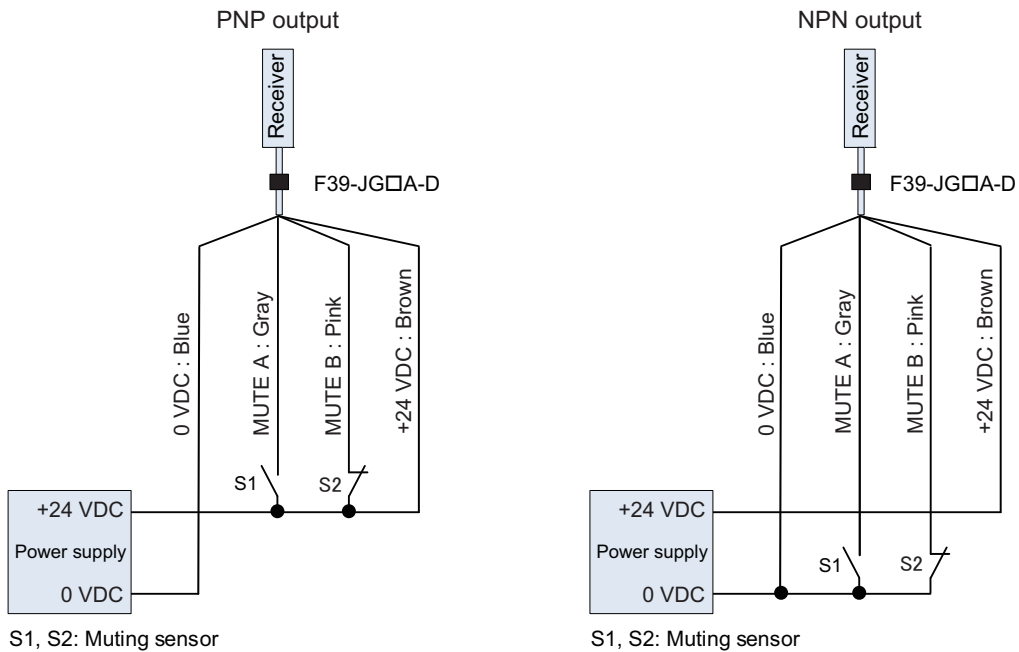 PNP output
Receiver
F39-JG□A-D
0 VDC : Blue
MUTE A : Gray
MUTE B : Pink
+24 VDC : Brown
S1
S2
+24 VDC
Power supply
0 VDC
S1, S2: Muting sensor
NPN output
Receiver
F39-JG□A-D
0 VDC : Blue
MUTE A : Gray
MUTE B : Pink
+24 VDC : Brown
+24 VDC
Power supply
S1
S2
0 VDC
S1, S2: Muting sensor